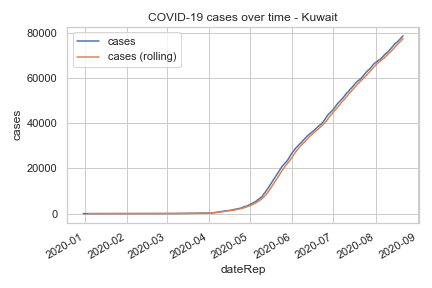 COVID-19 cases over time - Kuwait
cases
cases (rolling)
80000
60000
40000
20000
0
cases
2020-01
2020-02
2020-03
2020-04
2020-05
2020-06
2020-07
2020-08
2020-09
dateRep